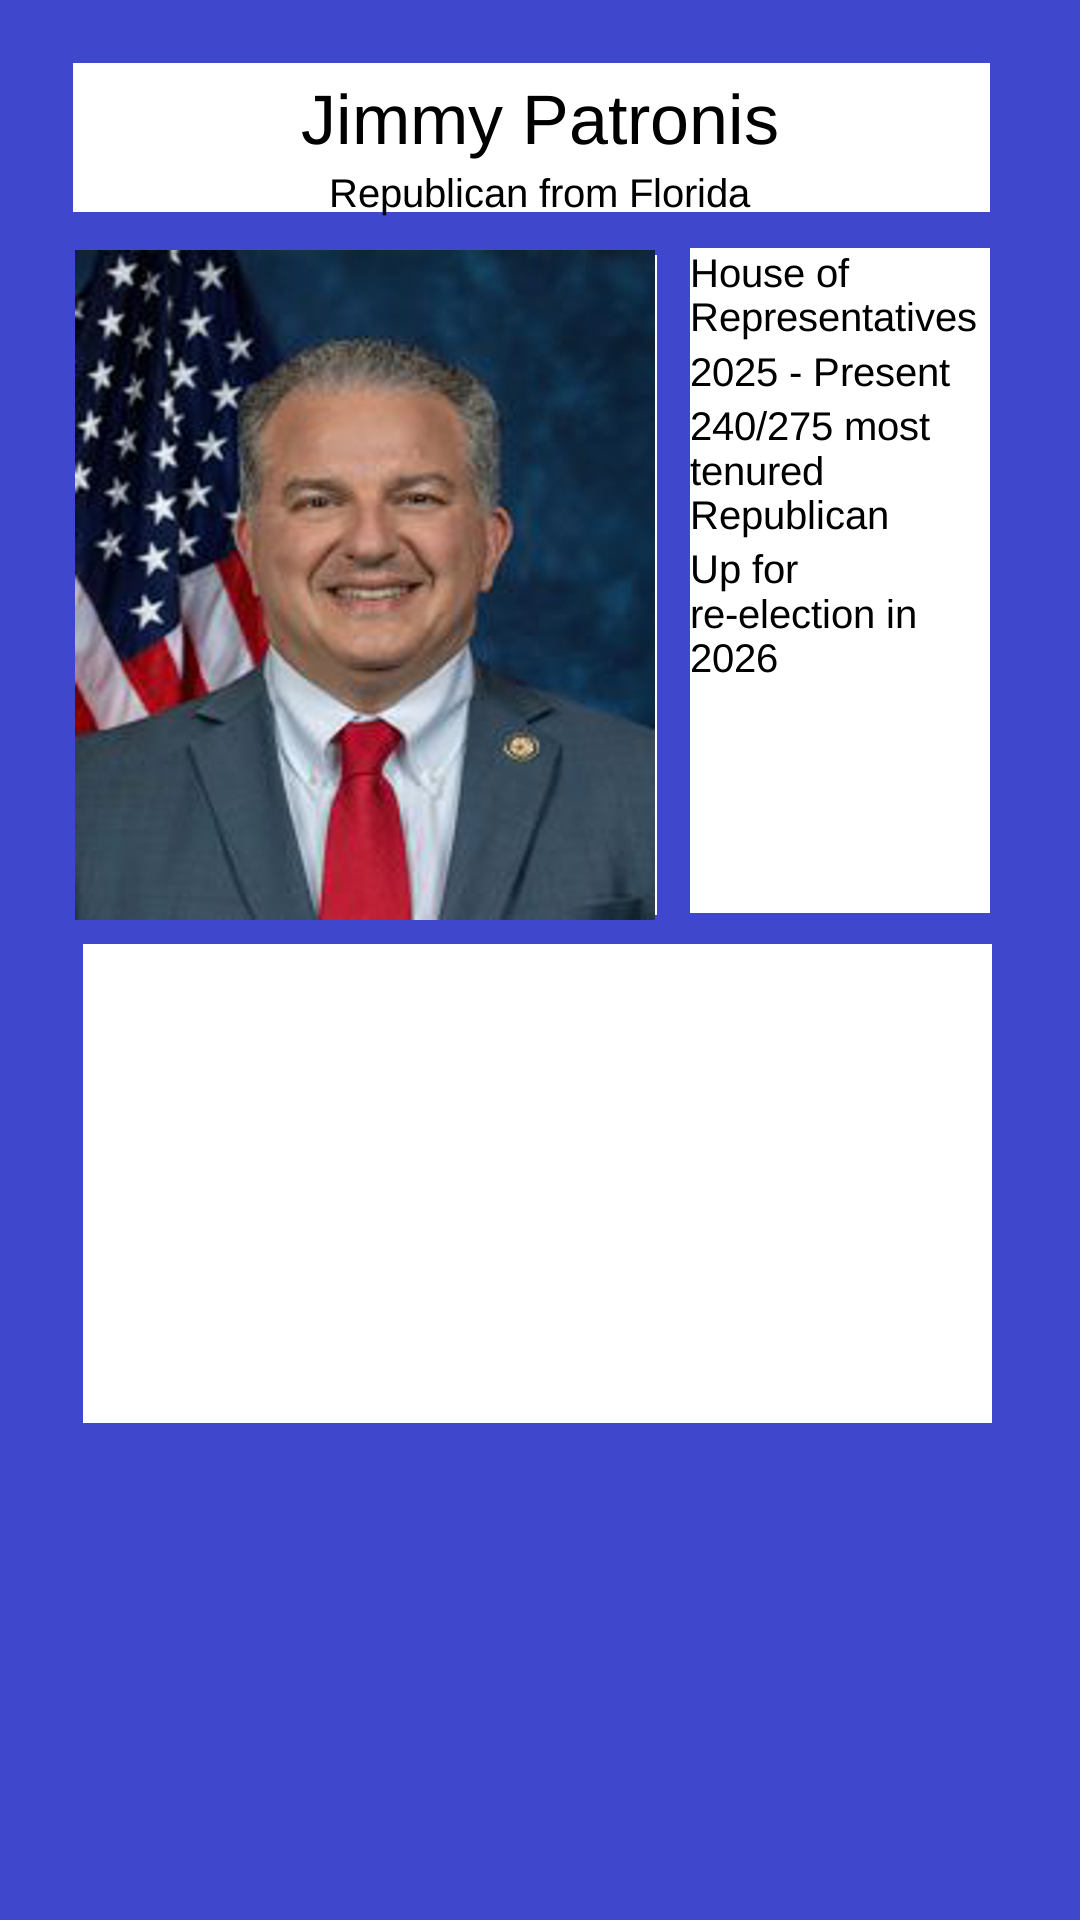 Jimmy Patronis
Republican from Florida
House of
Representatives
2025 - Present
240/275 most
tenured
Republican
Up for
re-election in
2026